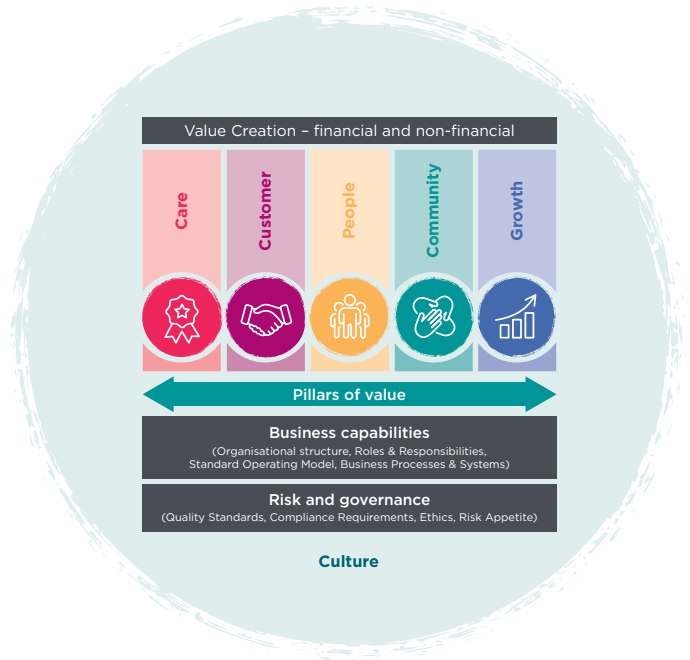 Value Creation – financial and non-financial
Care
Customer
People
Community
Growth
Pillars of value
Business capabilities
(Organisational structure, Roles & Responsibilities,
Standard Operating Model, Business Processes & Systems)
Risk and governance
(Quality Standards, Compliance Requirements, Ethics, Risk Appetite)
Culture